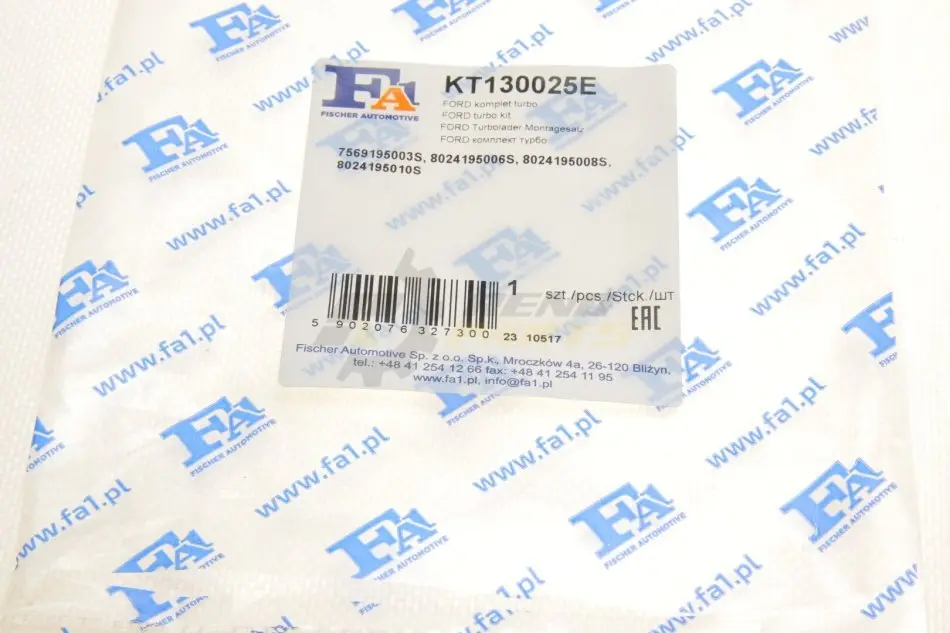 FA1
FISCHER AUTOMOTIVE
KT130025E
FORD komplet turbo
FORD turbo kit
FORD Turbolader Montagesatz
FORD комплект турбо
7569195003S, 8024195006S, 8024195008S,
8024195010S
1 szt./pcs./Stck./шт
5 902076 327300 23 10517
EAC
Fischer Automotive Sp. z o.o. Sp.k., Mroczków 4a, 26-120 Bliżyn,
tel.: +48 41 254 12 66 fax: +48 41 254 11 95
www.fa1.pl, info@fa1.pl
www.fa1.pl
FA1
FISCHER AUTOMOTIVE